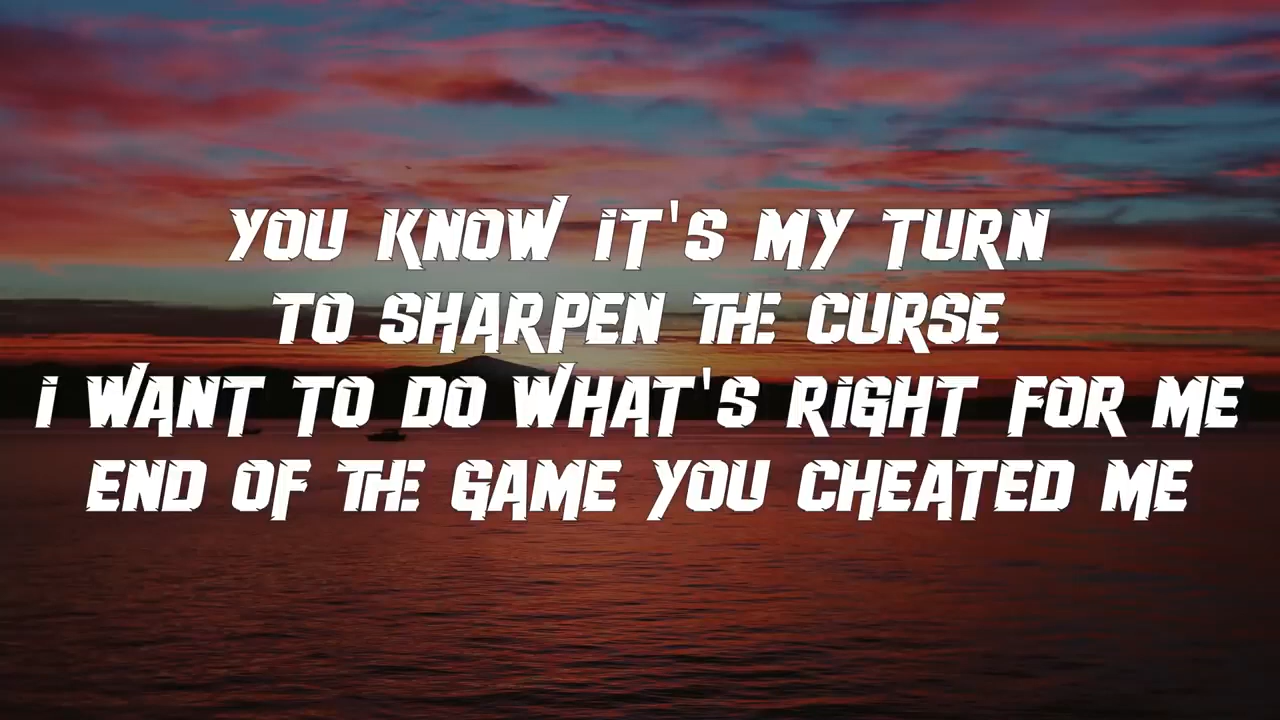 YOU KNOW iT'S MY TURN
TO SHARPEN THE CURSE
i WANT TO DO WHAT'S RiGHT FOR ME
END OF THE GAME YOU CHEATED ME